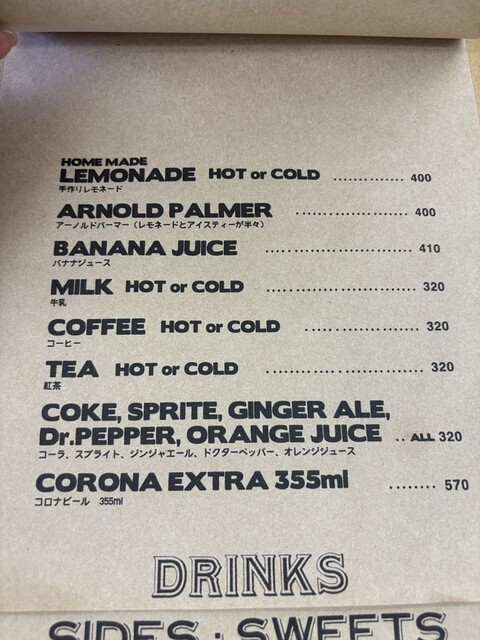 HOME MADE
LEMONADE HOT or COLD .............. 400
手作りレモネード
ARNOLD PALMER ...................... 400
アーノルドパーマー（レモネードとアイスティーが半々）
BANANA JUICE ............................ 410
バナナジュース
MILK HOT or COLD ............................ 320
牛乳
COFFEE HOT or COLD ..................... 320
コーヒー
TEA HOT or COLD ............................ 320
紅茶
COKE, SPRITE, GINGER ALE,
Dr.PEPPER, ORANGE JUICE .. ALL 320
コーラ、スプライト、ジンジャエール、ドクターペッパー、オレンジジュース
CORONA EXTRA 355ml ........ 570
コロナビール 355ml
DRINKS
SIDES · SWEETS